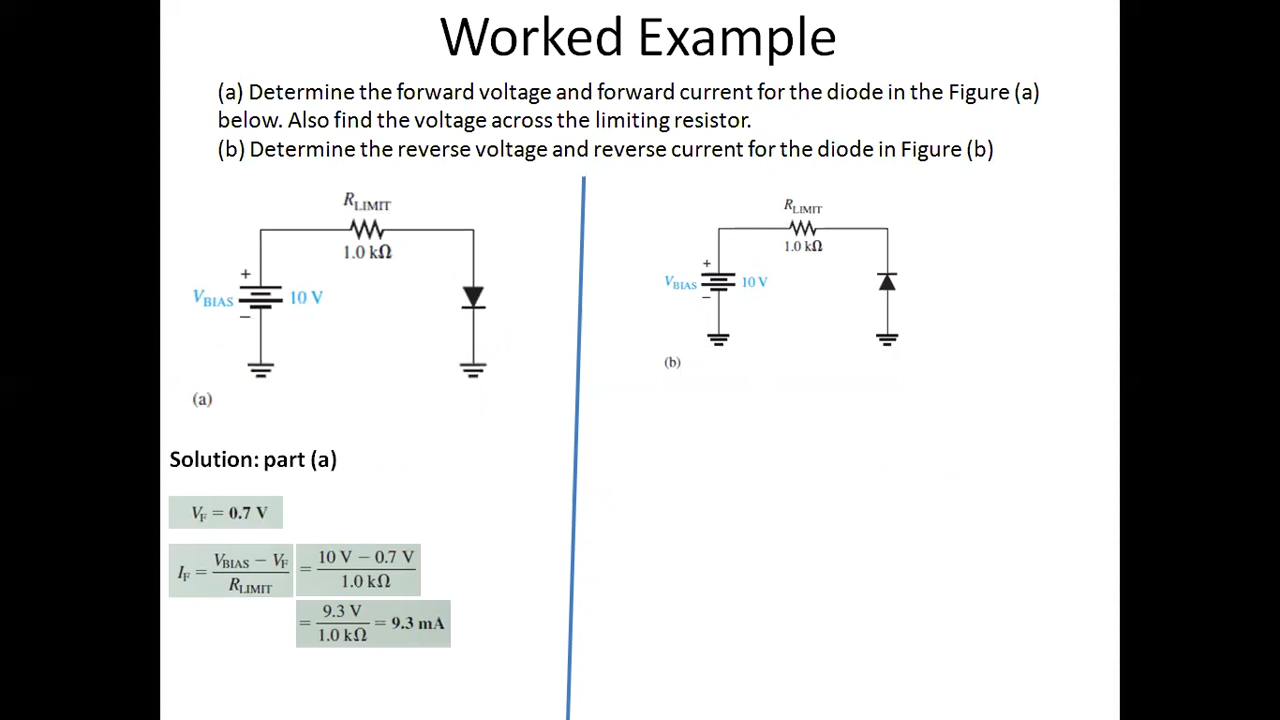 Worked Example
(a) Determine the forward voltage and forward current for the diode in the Figure (a)
below. Also find the voltage across the limiting resistor.
(b) Determine the reverse voltage and reverse current for the diode in Figure (b)
RLIMIT
1.0 kΩ
+
VBIAS
10 V
−
(a)
RLIMIT
1.0 kΩ
+
VBIAS
10 V
−
(b)
Solution: part (a)
VF = 0.7 V
IF = (VBIAS − VF) / RLIMIT = (10 V − 0.7 V) / 1.0 kΩ
= 9.3 V / 1.0 kΩ = 9.3 mA